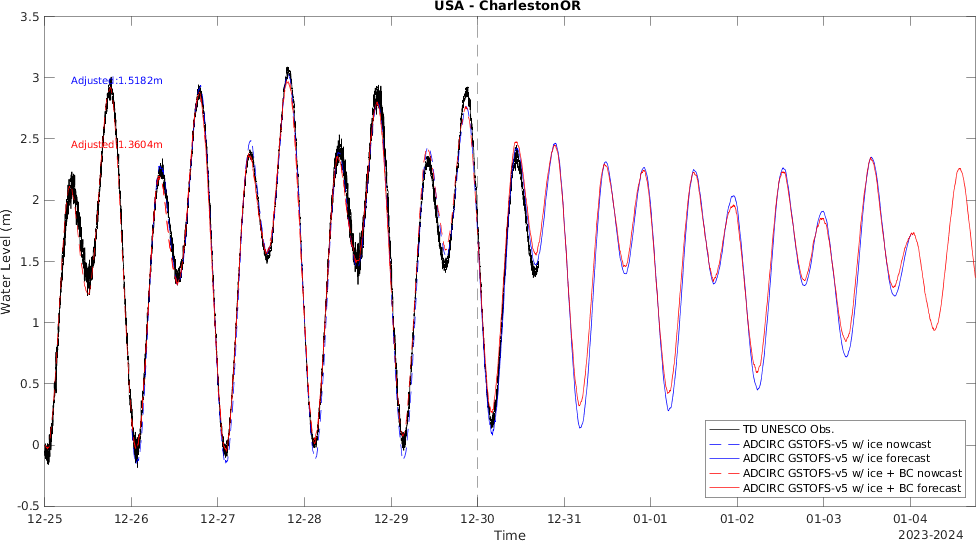 USA - CharlestonOR
3.5
3
2.5
2
1.5
1
0.5
0
-0.5
Water Level (m)
Adjusted:1.5182m
Adjusted:1.3604m
TD UNESCO Obs.
ADCIRC GSTOFS-v5 w/ ice nowcast
ADCIRC GSTOFS-v5 w/ ice forecast
ADCIRC GSTOFS-v5 w/ ice + BC nowcast
ADCIRC GSTOFS-v5 w/ ice + BC forecast
12-25 12-26 12-27 12-28 12-29 12-30 12-31 01-01 01-02 01-03 01-04
Time
2023-2024